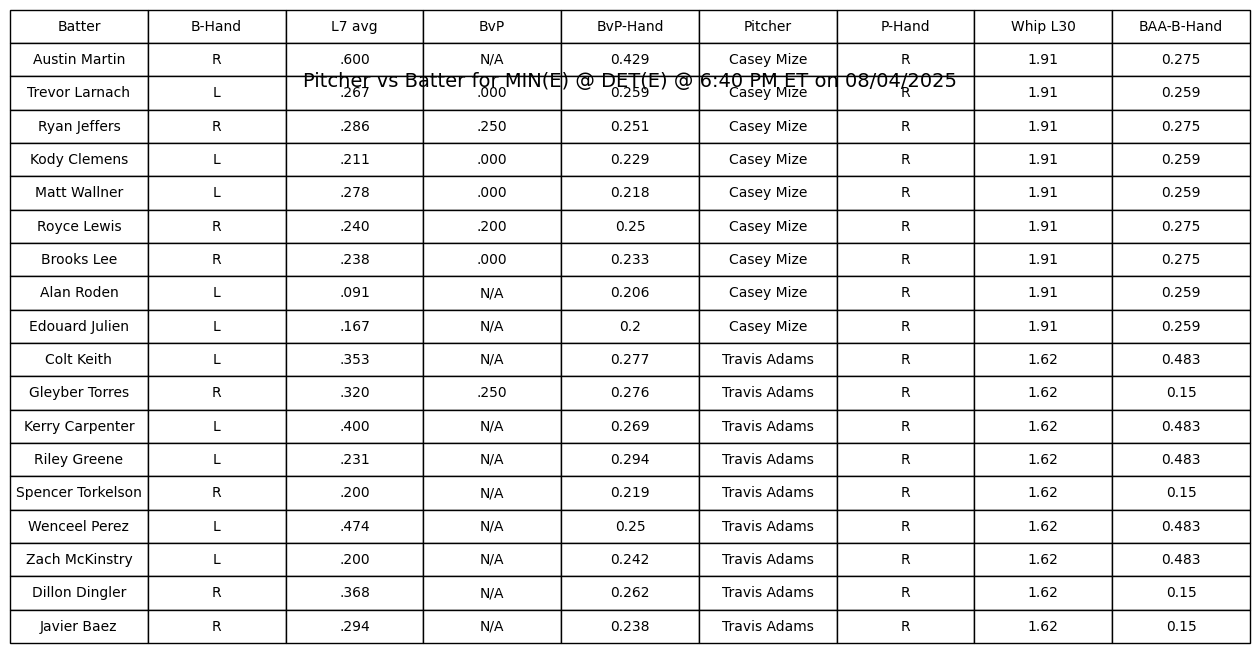 Batter B-Hand L7 avg BvP BvP-Hand Pitcher P-Hand Whip L30 BAA-B-Hand
Austin Martin R .600 N/A 0.429 Casey Mize R 1.91 0.275
Pitcher vs Batter for MIN(E) @ DET(E) @ 6:40 PM ET on 08/04/2025
Trevor Larnach L .267 .000 0.259 Casey Mize R 1.91 0.259
Ryan Jeffers R .286 .250 0.251 Casey Mize R 1.91 0.275
Kody Clemens L .211 .000 0.229 Casey Mize R 1.91 0.259
Matt Wallner L .278 .000 0.218 Casey Mize R 1.91 0.259
Royce Lewis R .240 .200 0.25 Casey Mize R 1.91 0.275
Brooks Lee R .238 .000 0.233 Casey Mize R 1.91 0.275
Alan Roden L .091 N/A 0.206 Casey Mize R 1.91 0.259
Edouard Julien L .167 N/A 0.2 Casey Mize R 1.91 0.259
Colt Keith L .353 N/A 0.277 Travis Adams R 1.62 0.483
Gleyber Torres R .320 .250 0.276 Travis Adams R 1.62 0.15
Kerry Carpenter L .400 N/A 0.269 Travis Adams R 1.62 0.483
Riley Greene L .231 N/A 0.294 Travis Adams R 1.62 0.483
Spencer Torkelson R .200 N/A 0.219 Travis Adams R 1.62 0.15
Wenceel Perez L .474 N/A 0.25 Travis Adams R 1.62 0.483
Zach McKinstry L .200 N/A 0.242 Travis Adams R 1.62 0.483
Dillon Dingler R .368 N/A 0.262 Travis Adams R 1.62 0.15
Javier Baez R .294 N/A 0.238 Travis Adams R 1.62 0.15